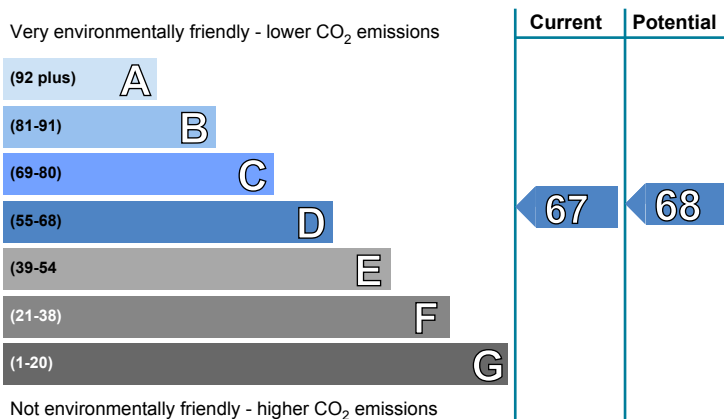 Very environmentally friendly - lower CO₂ emissions
Current
Potential
(92 plus) A
(81-91) B
(69-80) C
(55-68) D
67
68
(39-54 E
(21-38) F
(1-20) G
Not environmentally friendly - higher CO₂ emissions